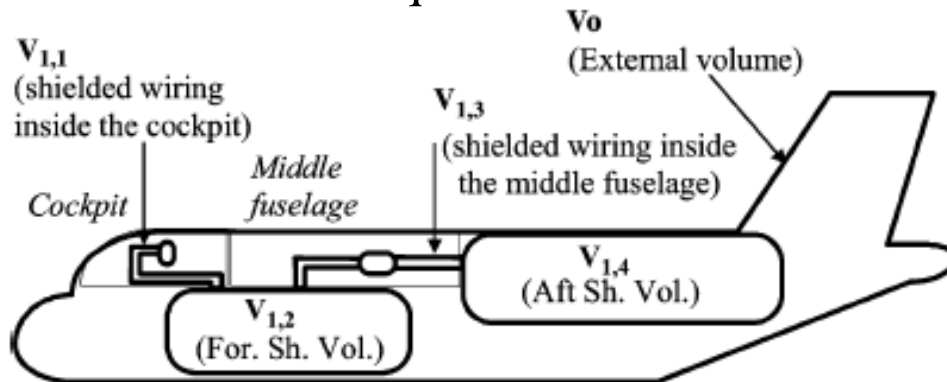 V1,1
(shielded wiring
inside the cockpit)
Cockpit
Middle
fuselage
V1,3
(shielded wiring inside
the middle fuselage)
Vo
(External volume)
V1,2
(For. Sh. Vol.)
V1,4
(Aft Sh. Vol.)